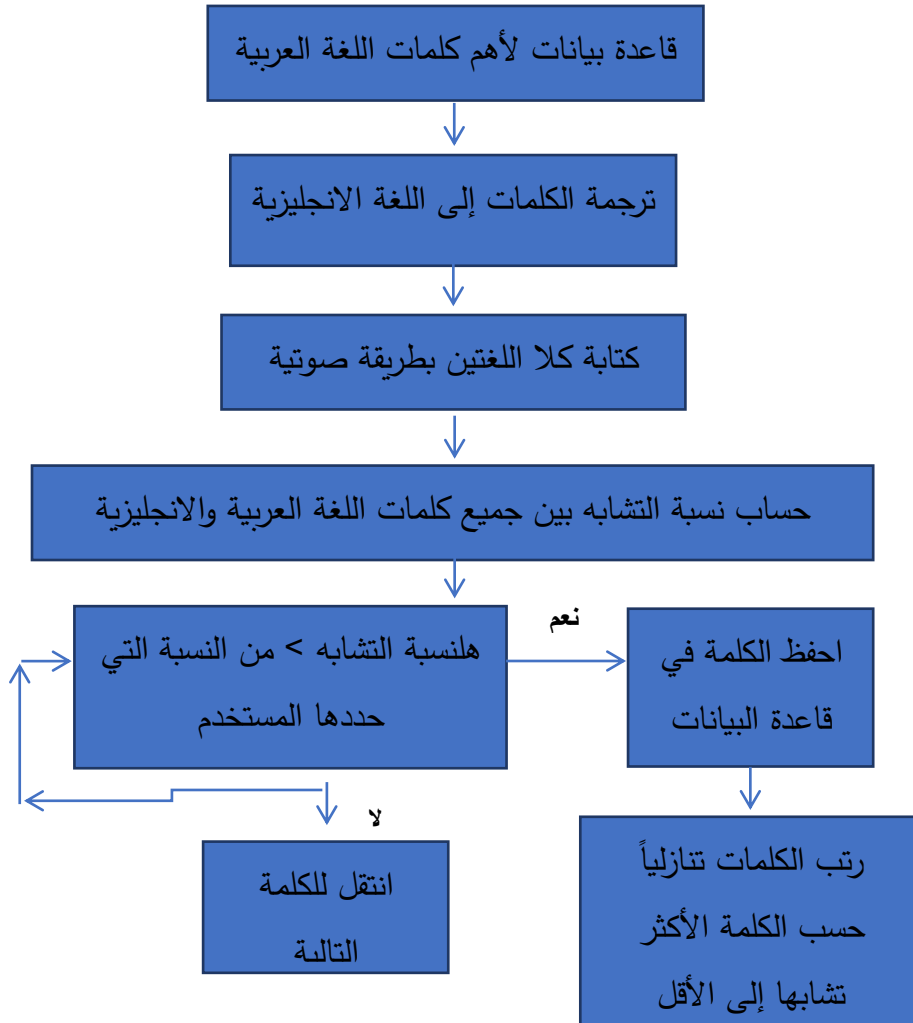 قاعدة بيانات لأهم كلمات اللغة العربية
ترجمة الكلمات إلى اللغة الانجليزية
كتابة كلا اللغتين بطريقة صوتية
حساب نسبة التشابه بين جميع كلمات اللغة العربية والانجليزية
هلنسبة التشابه > من النسبة التي
حددها المستخدم
نعم
احفظ الكلمة في
قاعدة البيانات
لا
انتقل للكلمة
التالية
رتب الكلمات تنازلياً
حسب الكلمة الأكثر
تشابها إلى الأقل